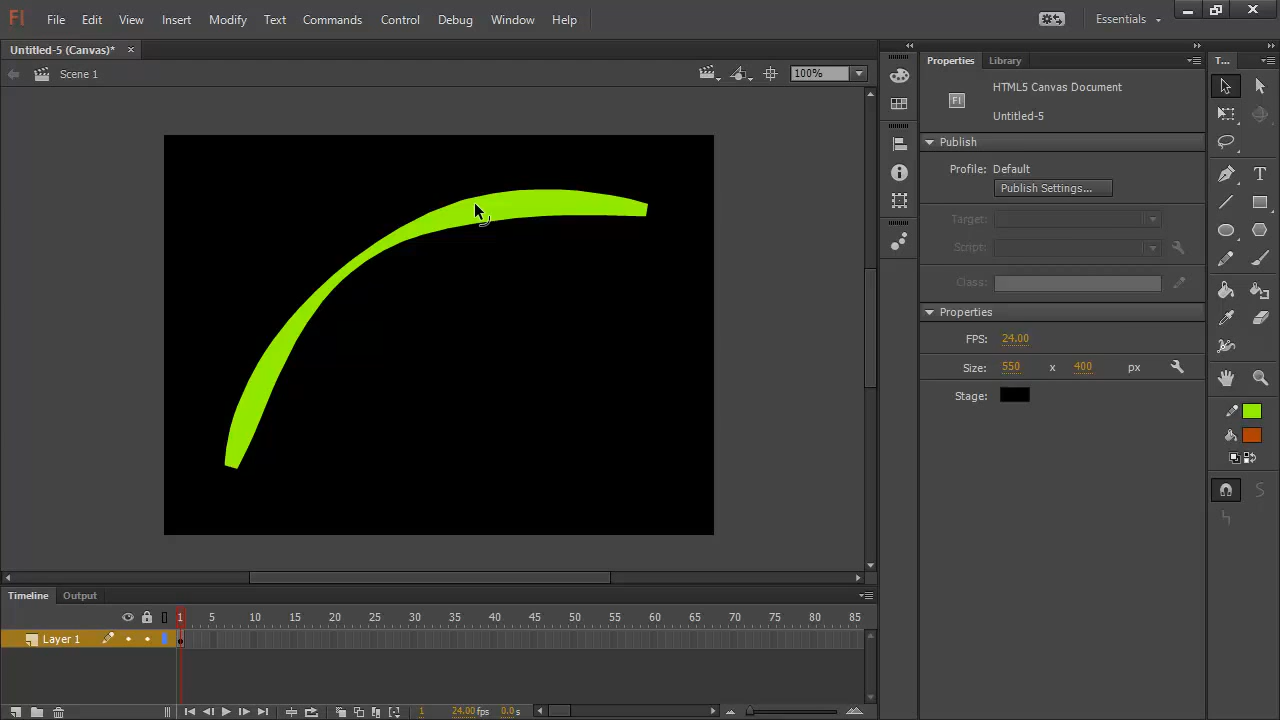 Fl File Edit View Insert Modify Text Commands Control Debug Window Help Essentials
Untitled-5 (Canvas)* ×
Scene 1 100%
Properties Library T...
HTML5 Canvas Document
Fl
Untitled-5
Publish
Profile: Default
Publish Settings...
Target:
Script:
Class:
Properties
FPS: 24.00
Size: 550 x 400 px
Stage:
Timeline Output
1 5 10 15 20 25 30 35 40 45 50 55 60 65 70 75 80 85
Layer 1
1 24.00 fps 0.0 s